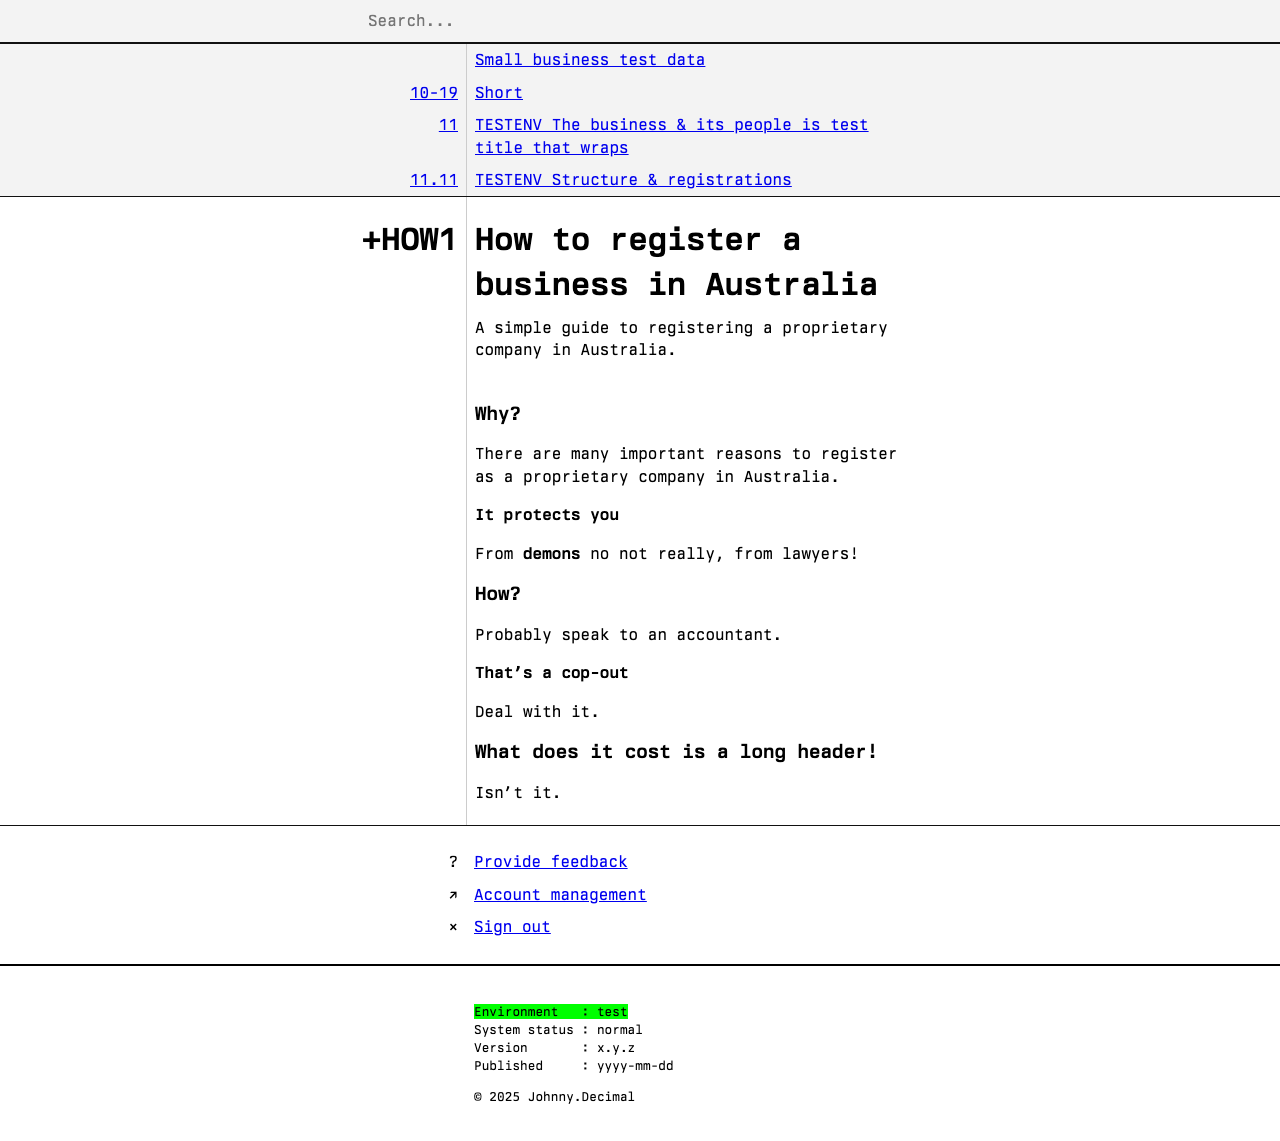 Search...
Small business test data
10-19 Short
11 TESTENV The business & its people is test
title that wraps
11.11 TESTENV Structure & registrations
+HOW1 How to register a
business in Australia
A simple guide to registering a proprietary
company in Australia.
Why?
There are many important reasons to register
as a proprietary company in Australia.
It protects you
From demons no not really, from lawyers!
How?
Probably speak to an accountant.
That’s a cop-out
Deal with it.
What does it cost is a long header!
Isn’t it.
? Provide feedback
↗ Account management
× Sign out
Environment : test
System status : normal
Version : x.y.z
Published : yyyy-mm-dd
© 2025 Johnny.Decimal